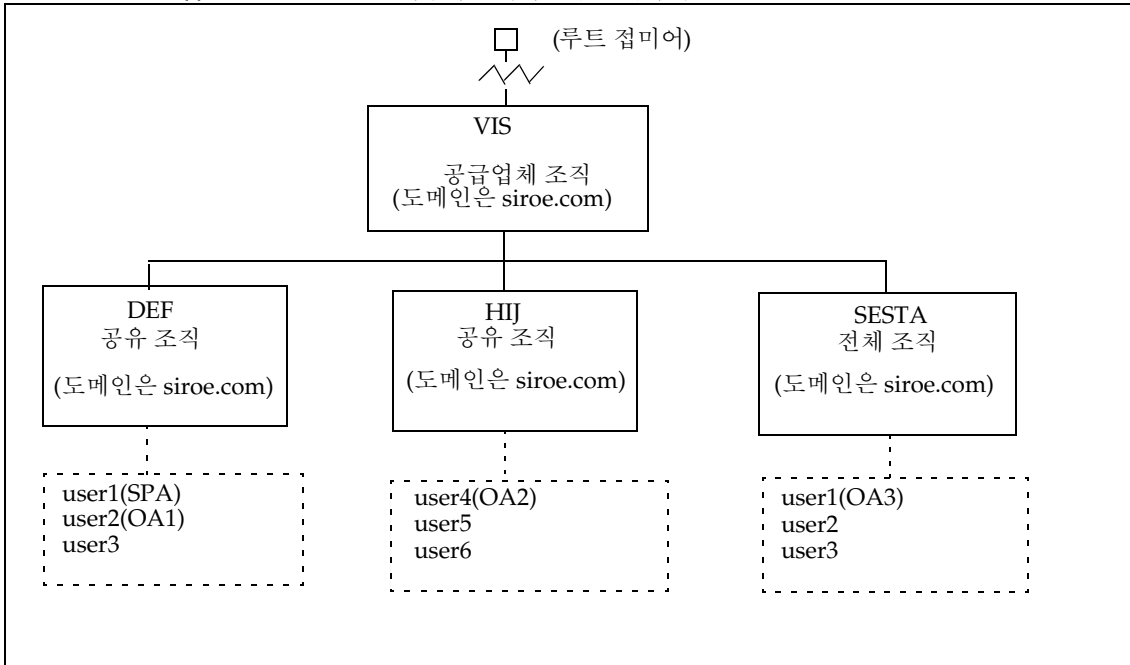 (루트 접미어)
VIS
공급업체 조직
(도메인은 siroe.com)
DEF
공유 조직
(도메인은 siroe.com)
HIJ
공유 조직
(도메인은 siroe.com)
SESTA
전체 조직
(도메인은 siroe.com)
user1(SPA)
user2(OA1)
user3
user4(OA2)
user5
user6
user1(OA3)
user2
user3